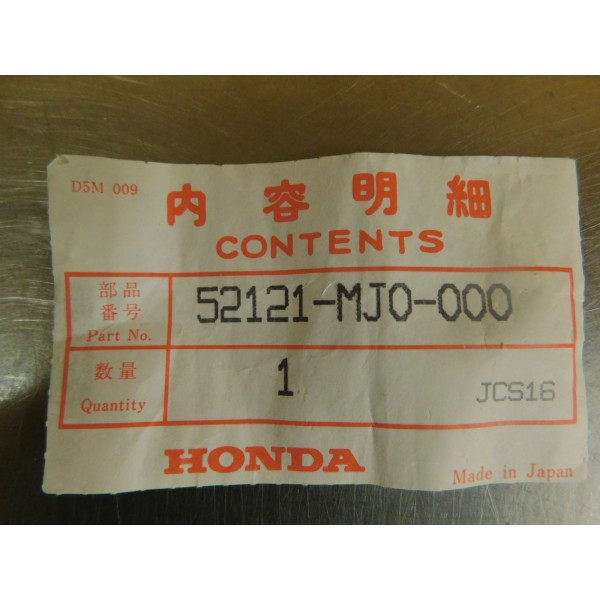 D5M 009
内容明細
CONTENTS
部品
番号
Part No.
52121-MJ0-000
数量
Quantity
1
JCS16
HONDA
Made in Japan